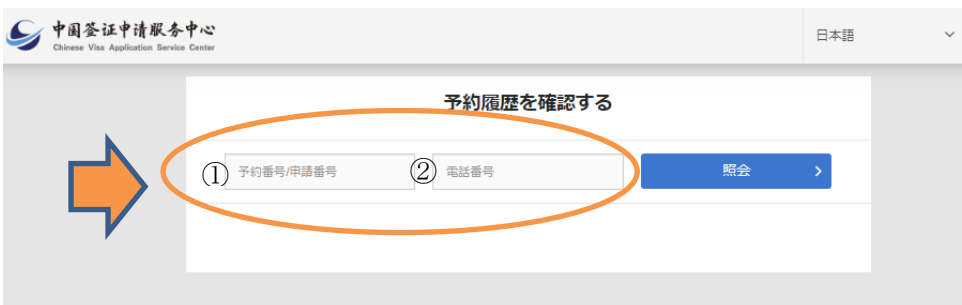 中国签证申请服务中心
Chinese Visa Application Service Center
日本語
予約履歴を確認する
① 予約番号/申請番号 ② 電話番号 照会